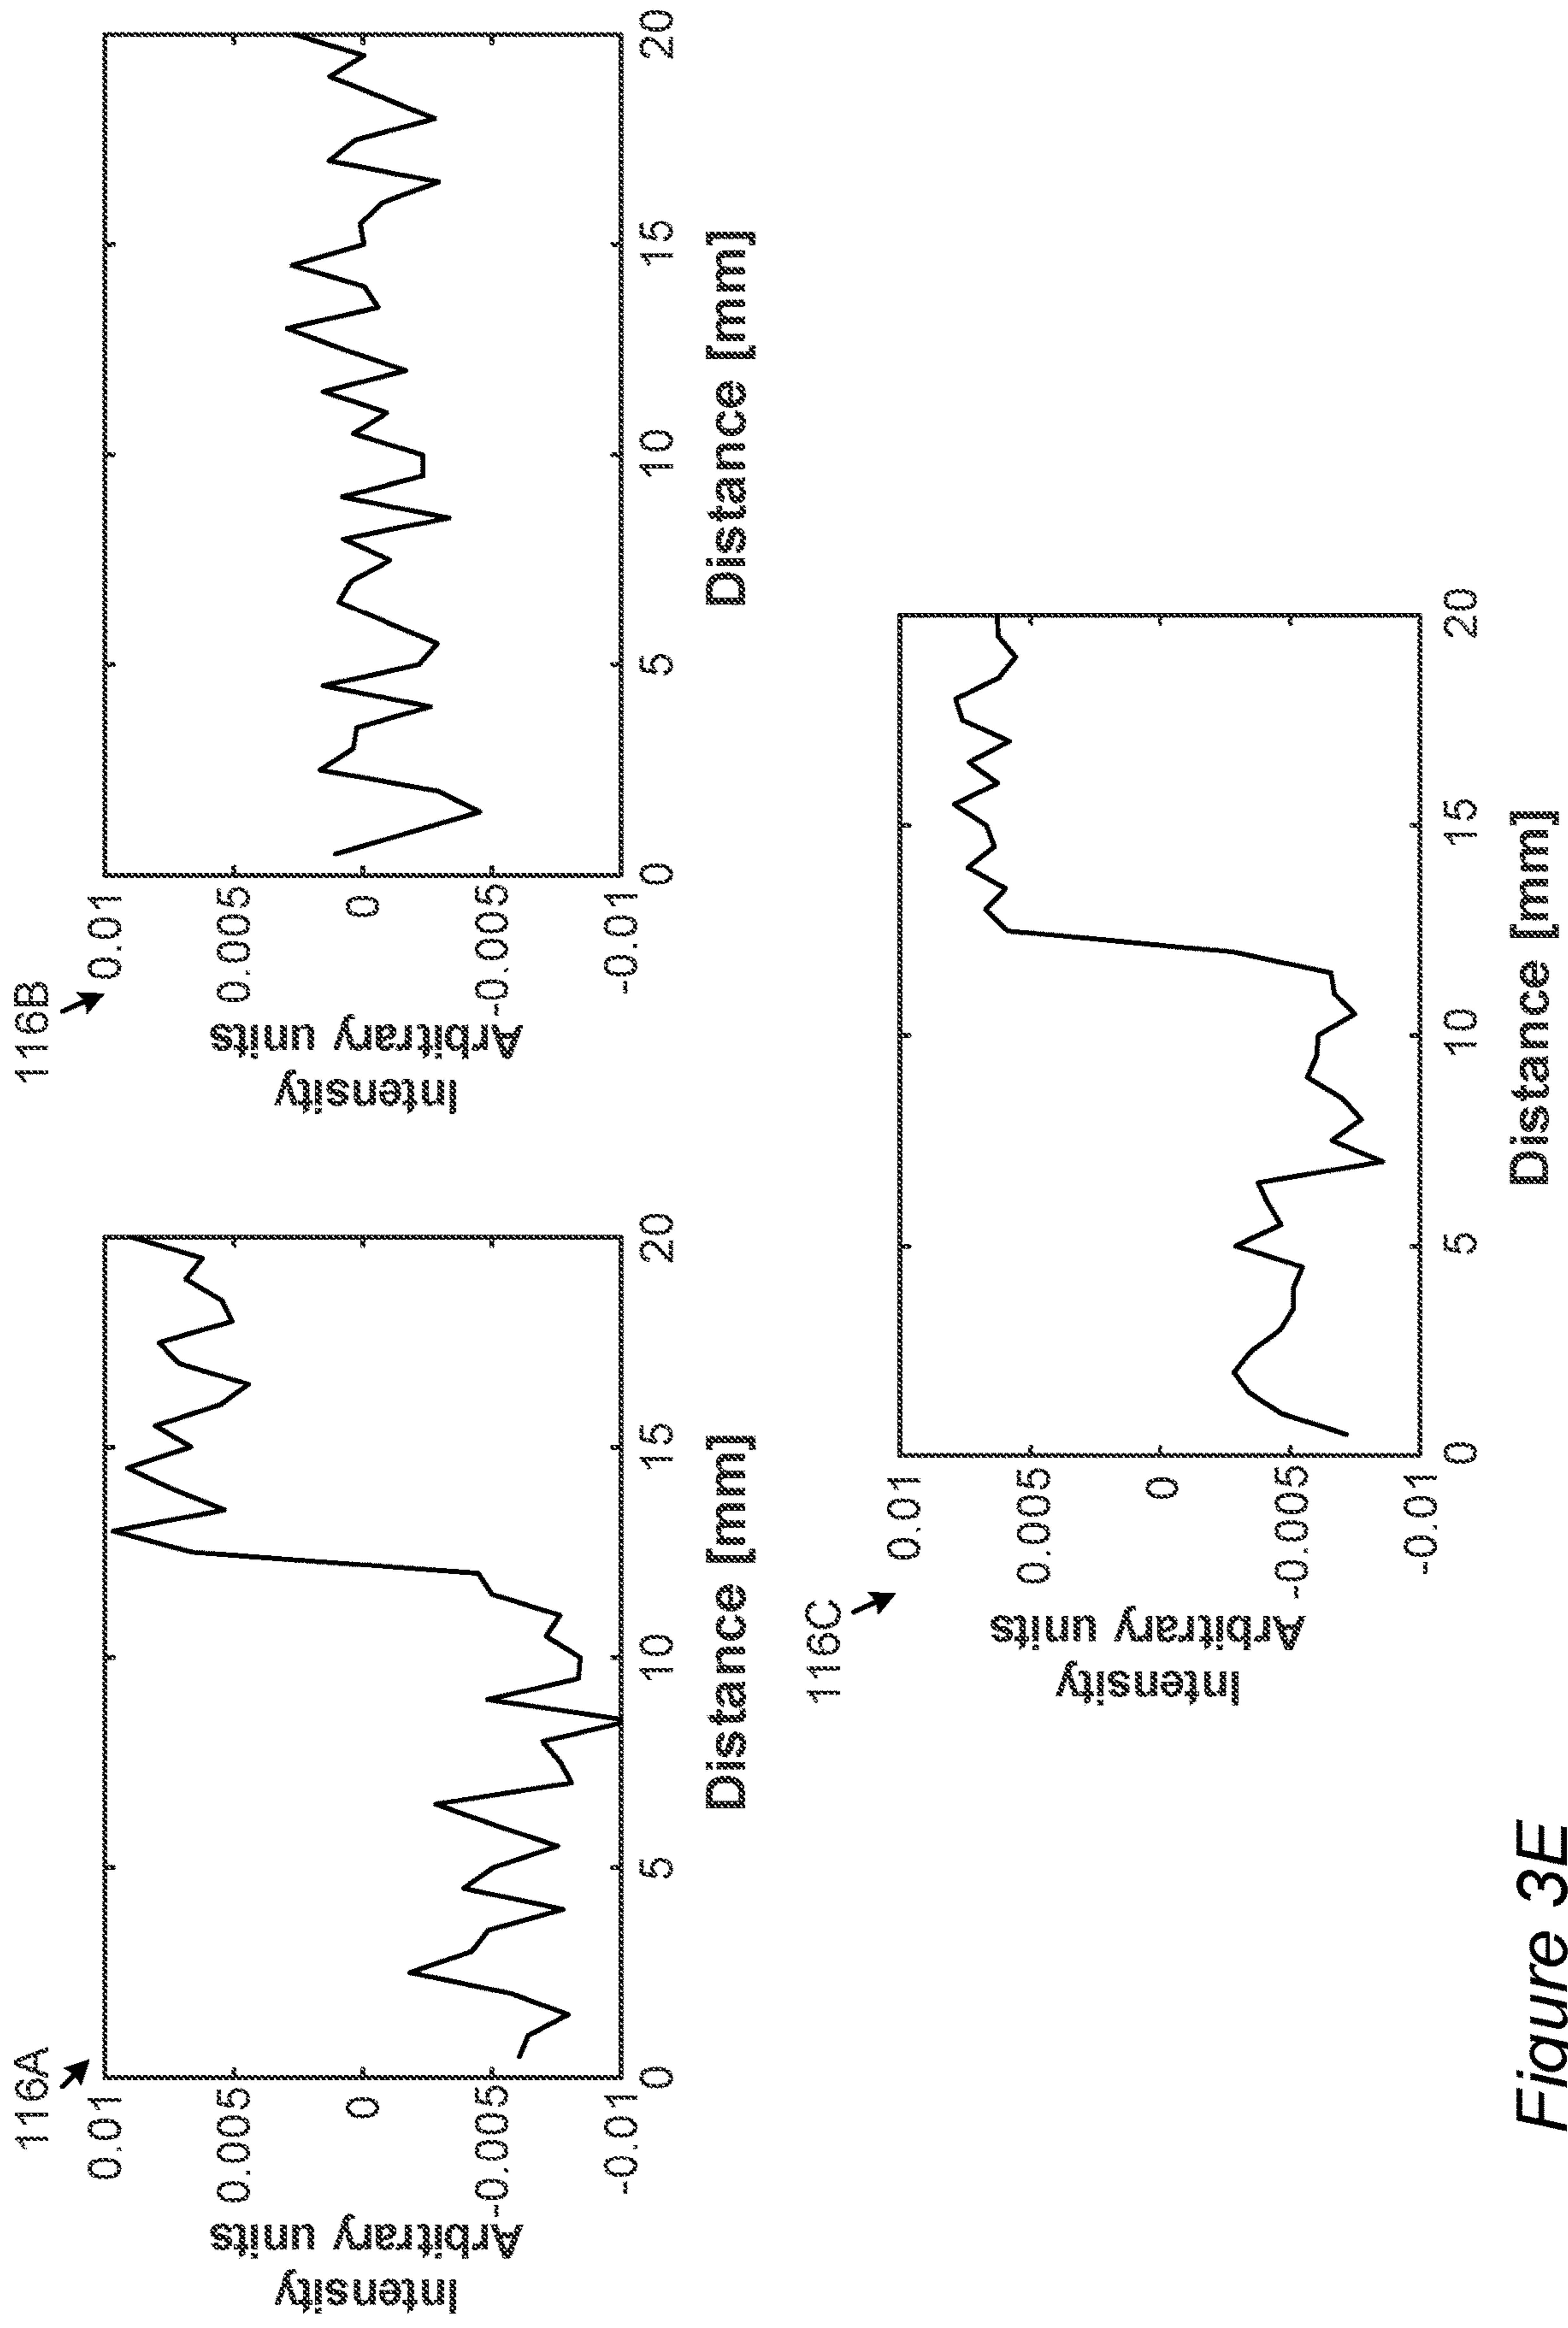 116A
Intensity
Arbitrary units
0.01
0.005
0
-0.005
-0.01
0
5
10
15
20
Distance [mm]
116B
Intensity
Arbitrary units
0.01
0.005
0
-0.005
-0.01
0
5
10
15
20
Distance [mm]
116C
Intensity
Arbitrary units
0.01
0.005
0
-0.005
-0.01
0
5
10
15
20
Distance [mm]
Figure 3E